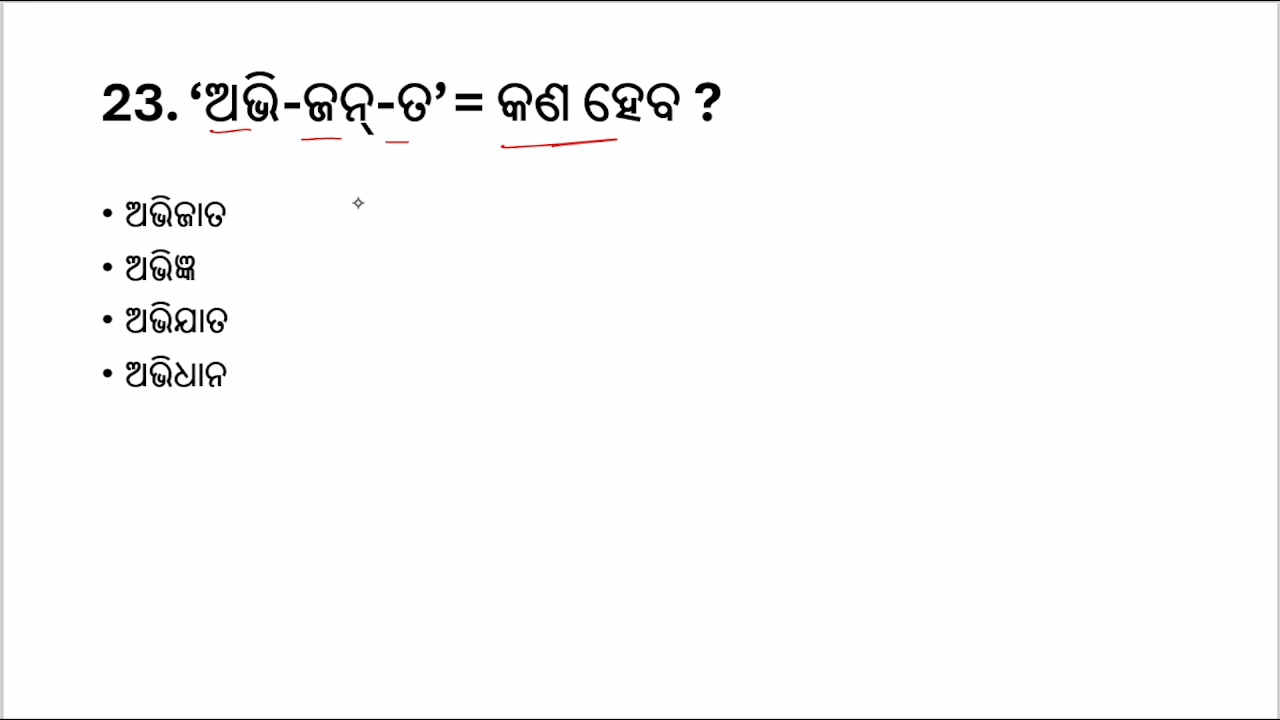 23. ‘ଅଭି-ଜନ୍-ତ’ = କଣ ହେବ ?
• ଅଭିଜାତ
• ଅଭିଜ୍ଞ
• ଅଭିଯାତ
• ଅଭିଧାନ